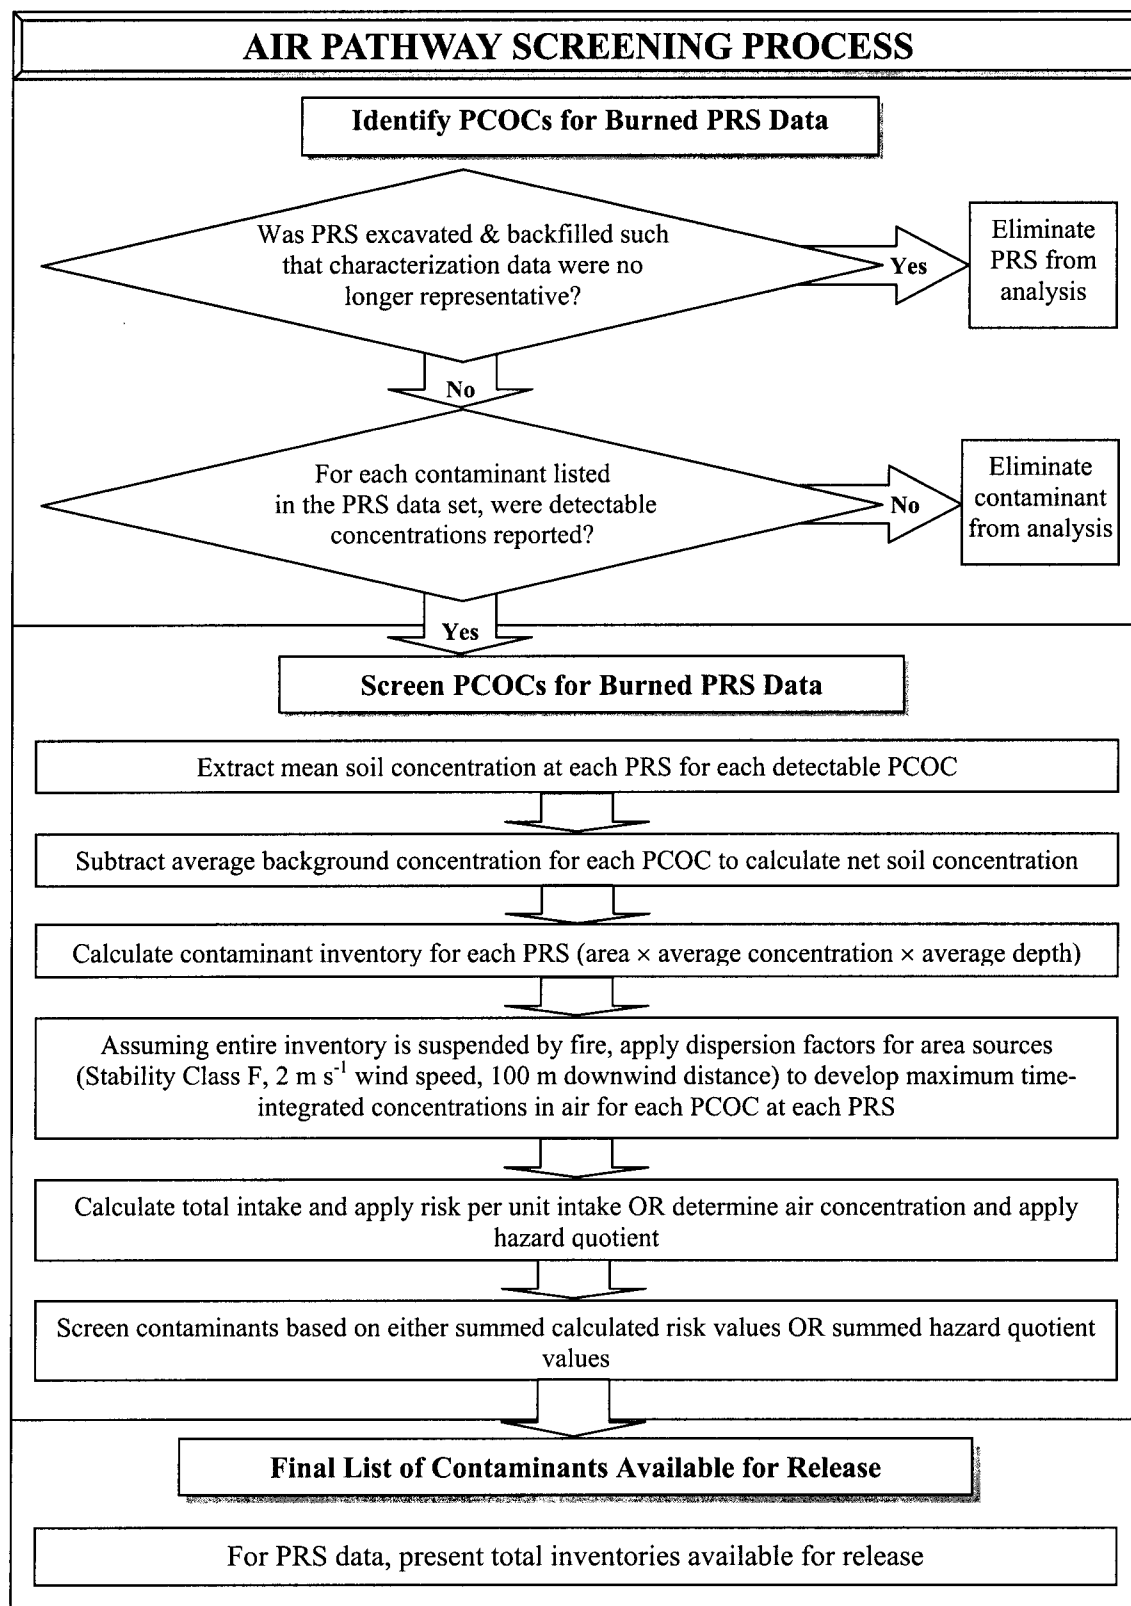 AIR PATHWAY SCREENING PROCESS
Identify PCOCs for Burned PRS Data
Was PRS excavated & backfilled such
that characterization data were no
longer representative?
Yes
Eliminate
PRS from
analysis
No
For each contaminant listed
in the PRS data set, were detectable
concentrations reported?
No
Eliminate
contaminant
from analysis
Yes
Screen PCOCs for Burned PRS Data
Extract mean soil concentration at each PRS for each detectable PCOC
Subtract average background concentration for each PCOC to calculate net soil concentration
Calculate contaminant inventory for each PRS (area × average concentration × average depth)
Assuming entire inventory is suspended by fire, apply dispersion factors for area sources
(Stability Class F, 2 m s⁻¹ wind speed, 100 m downwind distance) to develop maximum time-
integrated concentrations in air for each PCOC at each PRS
Calculate total intake and apply risk per unit intake OR determine air concentration and apply
hazard quotient
Screen contaminants based on either summed calculated risk values OR summed hazard quotient
values
Final List of Contaminants Available for Release
For PRS data, present total inventories available for release